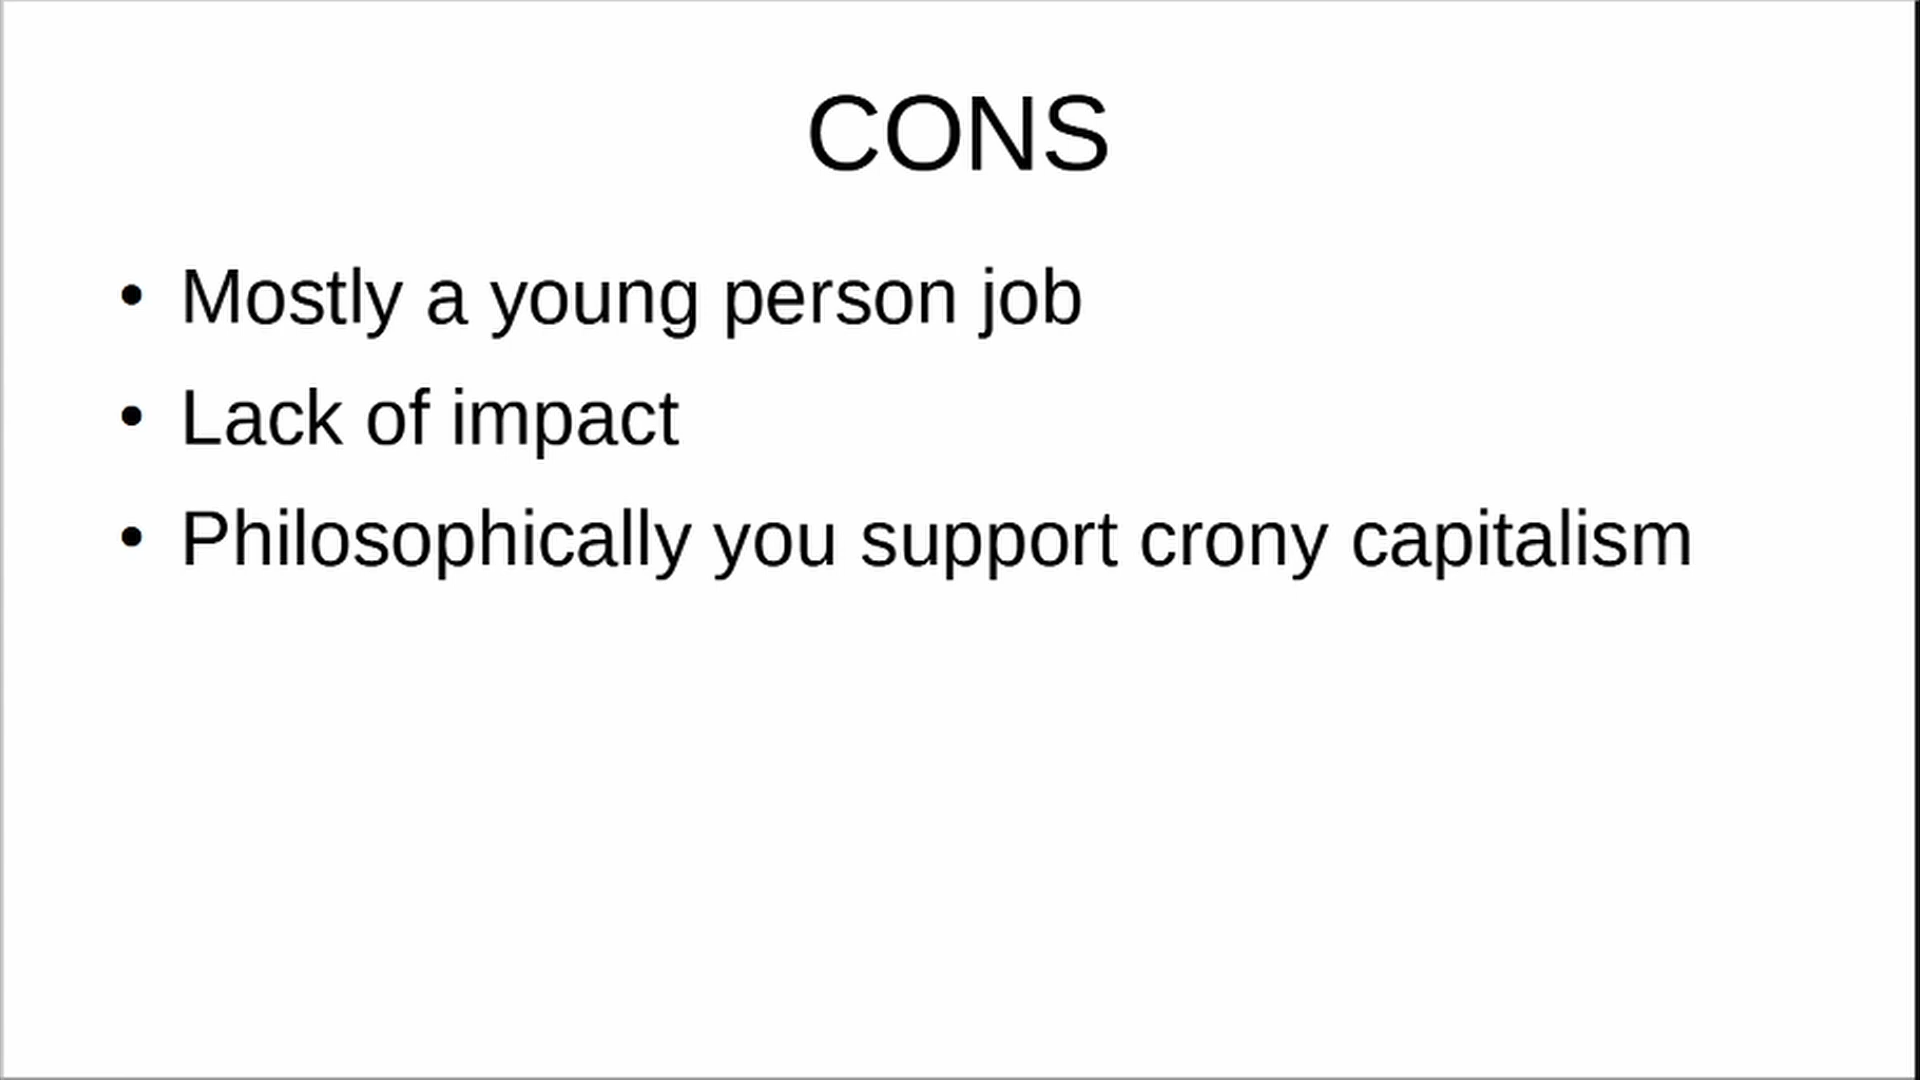 CONS
• Mostly a young person job
• Lack of impact
• Philosophically you support crony capitalism